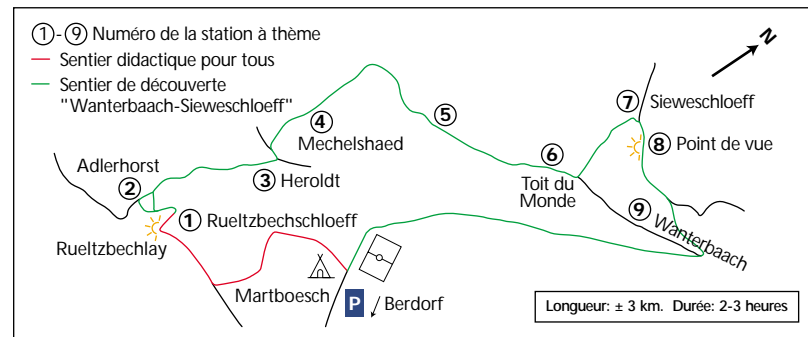 ①-⑨ Numéro de la station à thème
Sentier didactique pour tous
Sentier de découverte
"Wanterbaach-Sieweschloeff"
N
⑦ Sieweschloeff
④ Mechelshaed
⑤
⑧ Point de vue
Adlerhorst
②
③ Heroldt
⑥
Toit du
Monde
① Rueltzbechschloeff
⑨ Wanterbaach
Rueltzbechlay
Martboesch
P
Berdorf
Longueur: ± 3 km. Durée: 2-3 heures